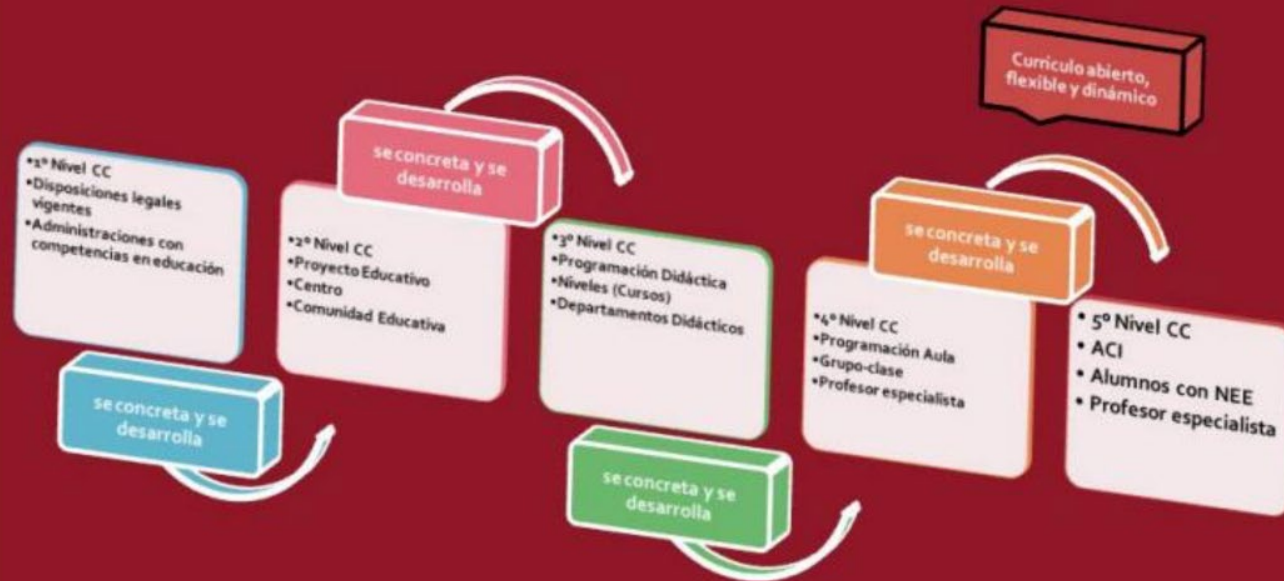 Curriculo abierto,
flexible y dinámico
•1º Nivel CC
•Disposiciones legales
vigentes
•Administraciones con
competencias en educación
se concreta y se
desarrolla
•2º Nivel CC
•Proyecto Educativo
•Centro
•Comunidad Educativa
se concreta y se
desarrolla
•3º Nivel CC
•Programación Didáctica
•Niveles (Cursos)
•Departamentos Didácticos
se concreta y se
desarrolla
•4º Nivel CC
•Programación Aula
•Grupo-clase
•Profesor especialista
se concreta y se
desarrolla
• 5º Nivel CC
• ACI
• Alumnos con NEE
• Profesor especialista